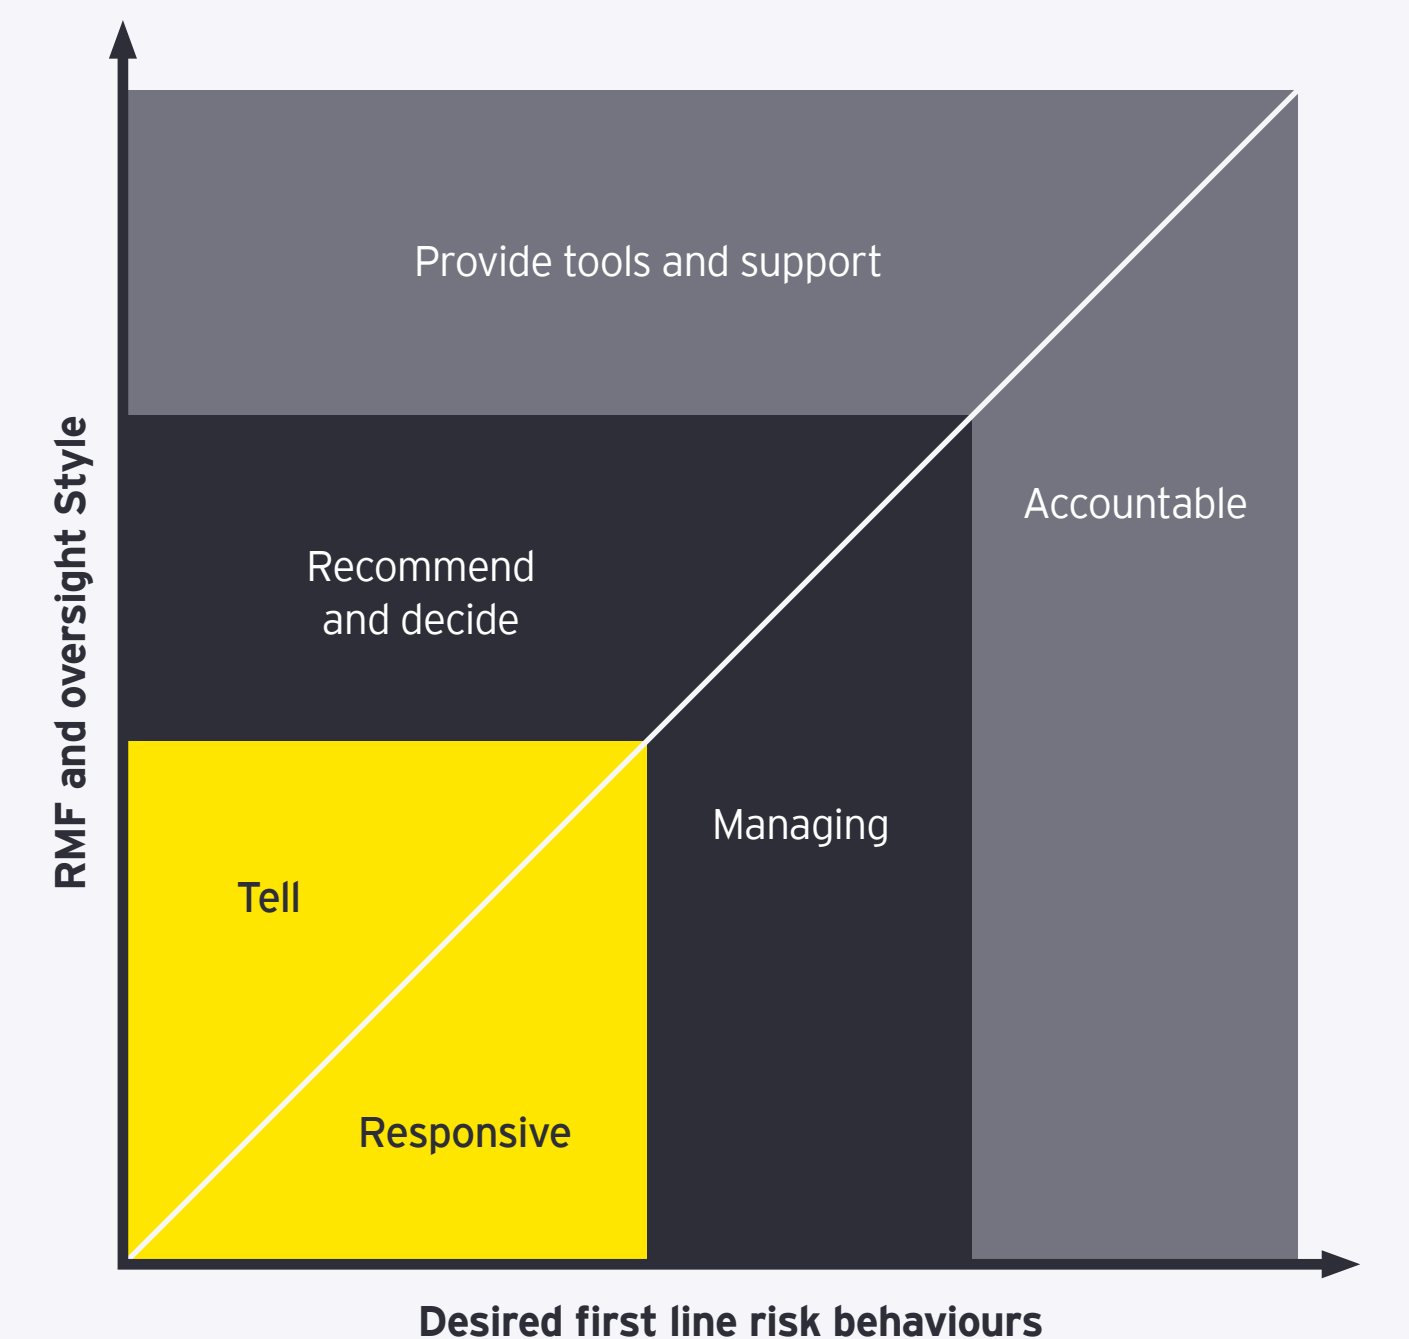 Provide tools and support
Accountable
Recommend
and decide
Managing
Tell
Responsive
RMF and oversight Style
Desired first line risk behaviours